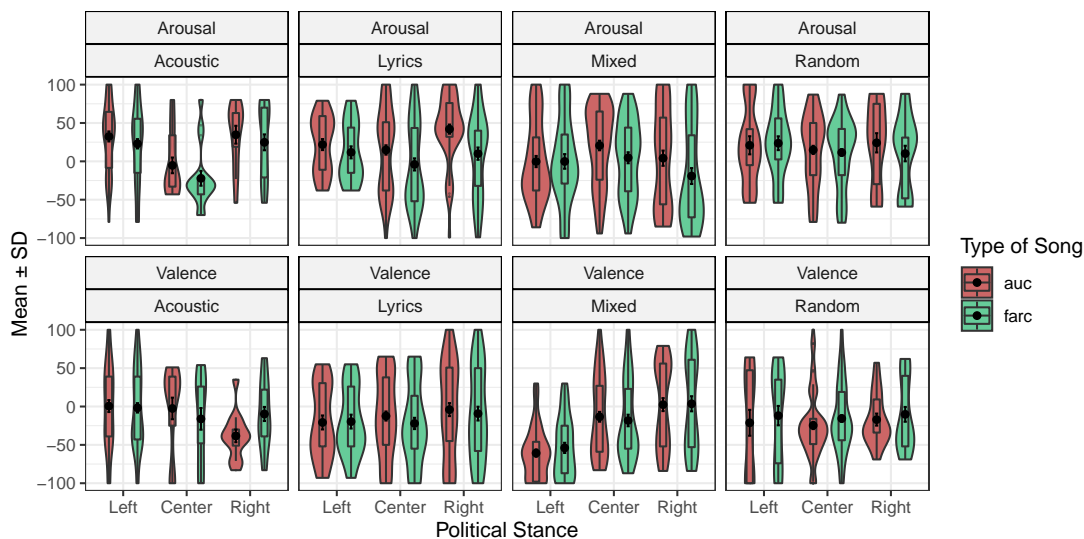 Arousal Arousal Arousal Arousal
Acoustic Lyrics Mixed Random
100
50
0
−50
−100
Valence Valence Valence Valence
Acoustic Lyrics Mixed Random
100
50
0
−50
−100
Left Center Right Left Center Right Left Center Right Left Center Right
Political Stance
Mean ± SD
Type of Song
auc
farc